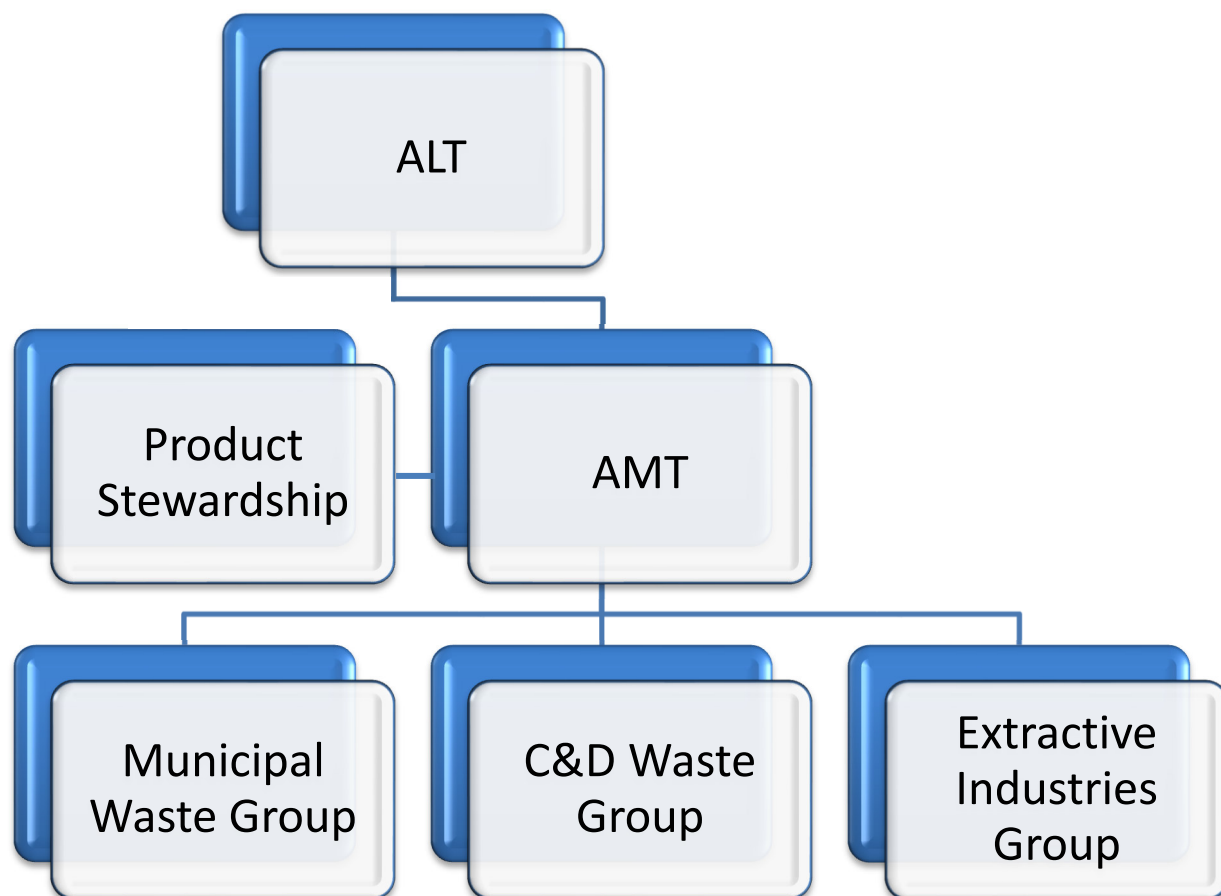 ALT
Product
Stewardship
AMT
Municipal
Waste Group
C&D Waste
Group
Extractive
Industries
Group